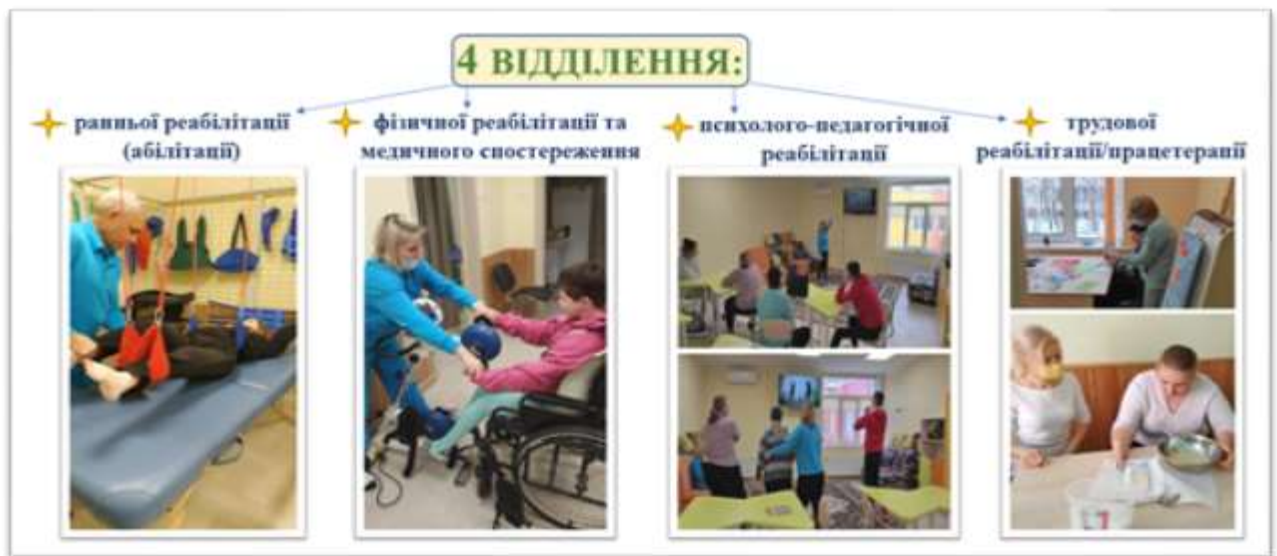 4 ВІДДІЛЕННЯ:
ранньої реабілітації
(абілітації)
фізичної реабілітації та
медичного спостереження
психолого-педагогічної
реабілітації
трудової
реабілітації/працетерапії